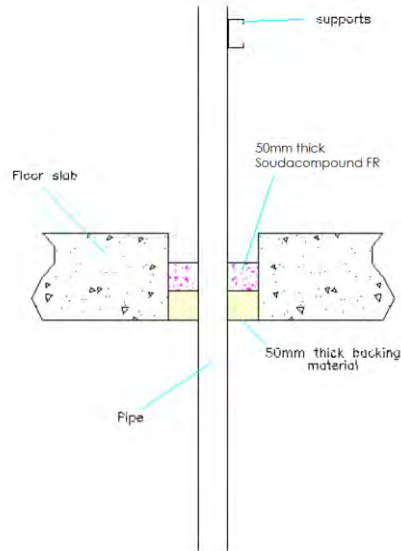 supports
50mm thick
Soudacompound FR
Floor slab
50mm thick backing
material
Pipe